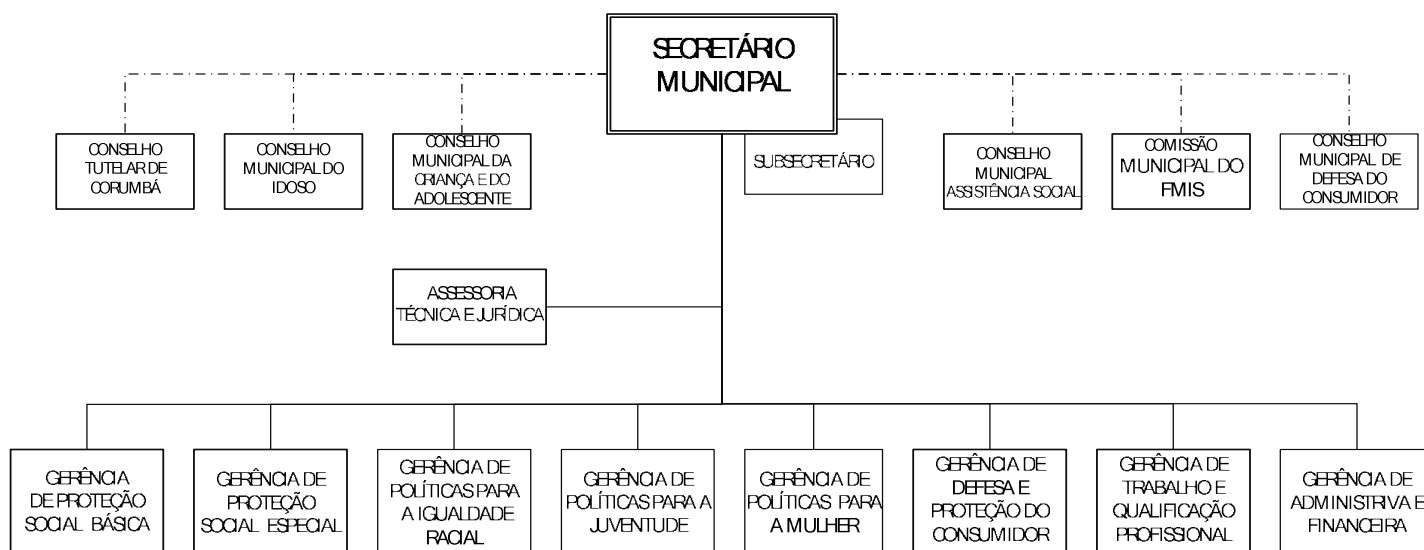 SECRETÁRIO
MUNICIPAL
CONSELHO
TUTELAR DE
CORUMBÁ
CONSELHO
MUNICIPAL DO
IDOSO
CONSELHO
MUNICIPAL DA
CRIANÇA E DO
ADOLESCENTE
SUBSECRETÁRIO
CONSELHO
MUNICIPAL
ASSISTÊNCIA SOCIAL
COMISSÃO
MUNICIPAL DO
FMIS
CONSELHO
MUNICIPAL DE
DEFESA DO
CONSUMIDOR
ASSESSORIA
TÉCNICA E JURÍDICA
GERÊNCIA
DE PROTEÇÃO
SOCIAL BÁSICA
GERÊNCIA DE
PROTEÇÃO
SOCIAL ESPECIAL
GERÊNCIA DE
POLÍTICAS PARA
A IGUALDADE
RACIAL
GERÊNCIA DE
POLÍTICAS PARA A
JUVENTUDE
GERÊNCIA DE
POLÍTICAS PARA
A MULHER
GERÊNCIA DE
DEFESA E
PROTEÇÃO DO
CONSUMIDOR
GERÊNCIA DE
TRABALHO E
QUALIFICAÇÃO
PROFISSIONAL
GERÊNCIA DE
ADMINISTRIVA E
FINANCEIRA